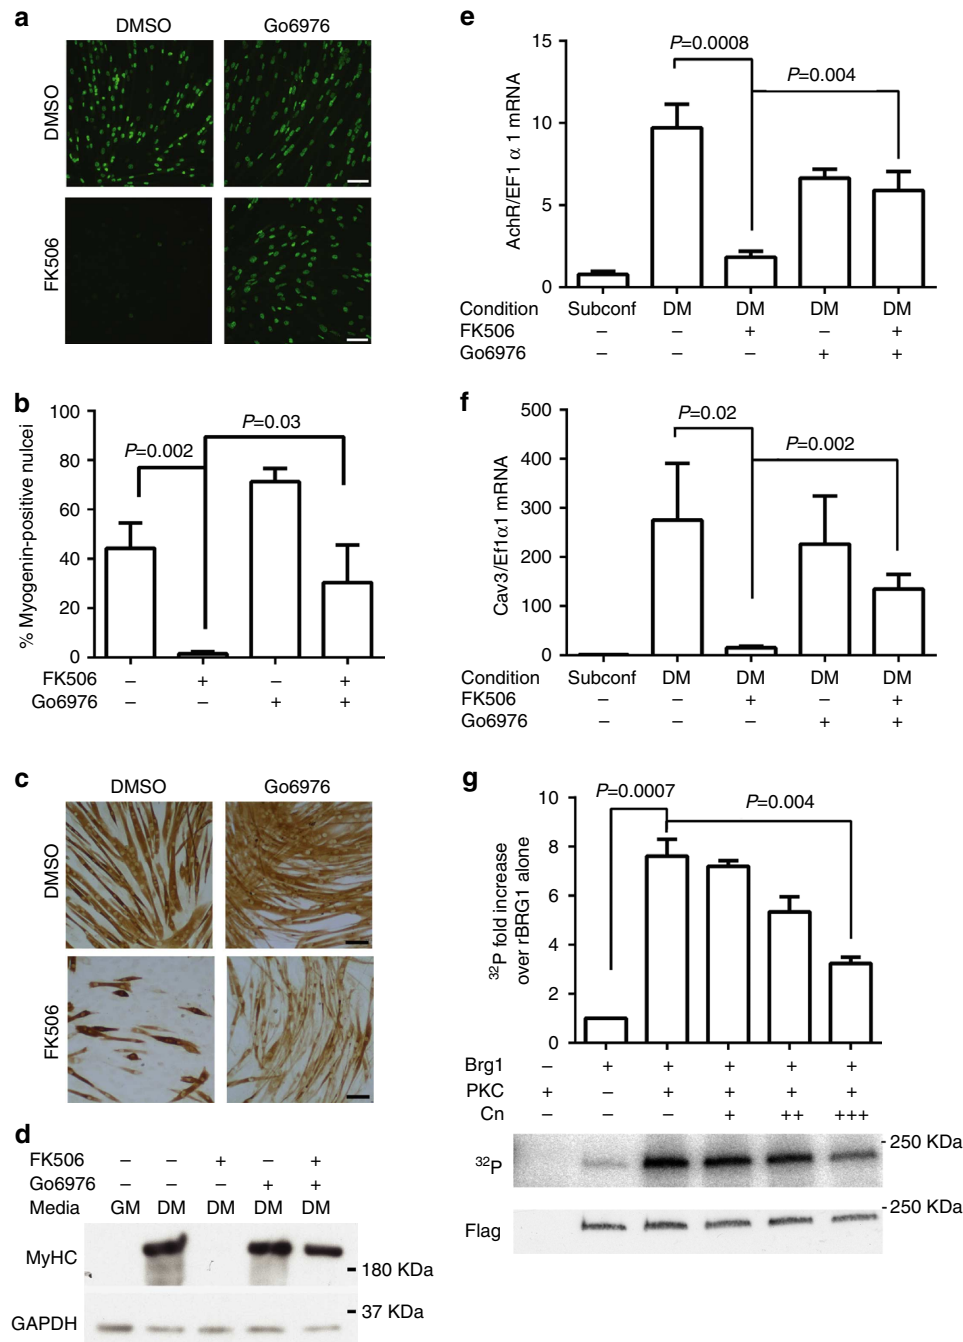 a
DMSO Go6976
DMSO
FK506
b
% Myogenin-positive nulcei
100
80
60
40
20
0
P=0.002
P=0.03
FK506 – + – +
Go6976 – – + +
c
DMSO Go6976
DMSO
FK506
d
FK506 – – + – +
Go6976 – – – + +
Media GM DM DM DM DM
MyHC
180 KDa
GAPDH
37 KDa
e
AchR/EF1 α 1 mRNA
15
10
5
0
P=0.0008
P=0.004
Condition Subconf DM DM DM DM
FK506 – – + – +
Go6976 – – – + +
f
Cav3/Ef1α1 mRNA
500
400
300
200
100
0
P=0.02
P=0.002
Condition Subconf DM DM DM DM
FK506 – – + – +
Go6976 – – – + +
g
³²P fold increase
over rBRG1 alone
10
8
6
4
2
0
P=0.0007
P=0.004
Brg1 – + + + + +
PKC + – + + + +
Cn – – – + ++ +++
³²P
250 KDa
Flag
250 KDa